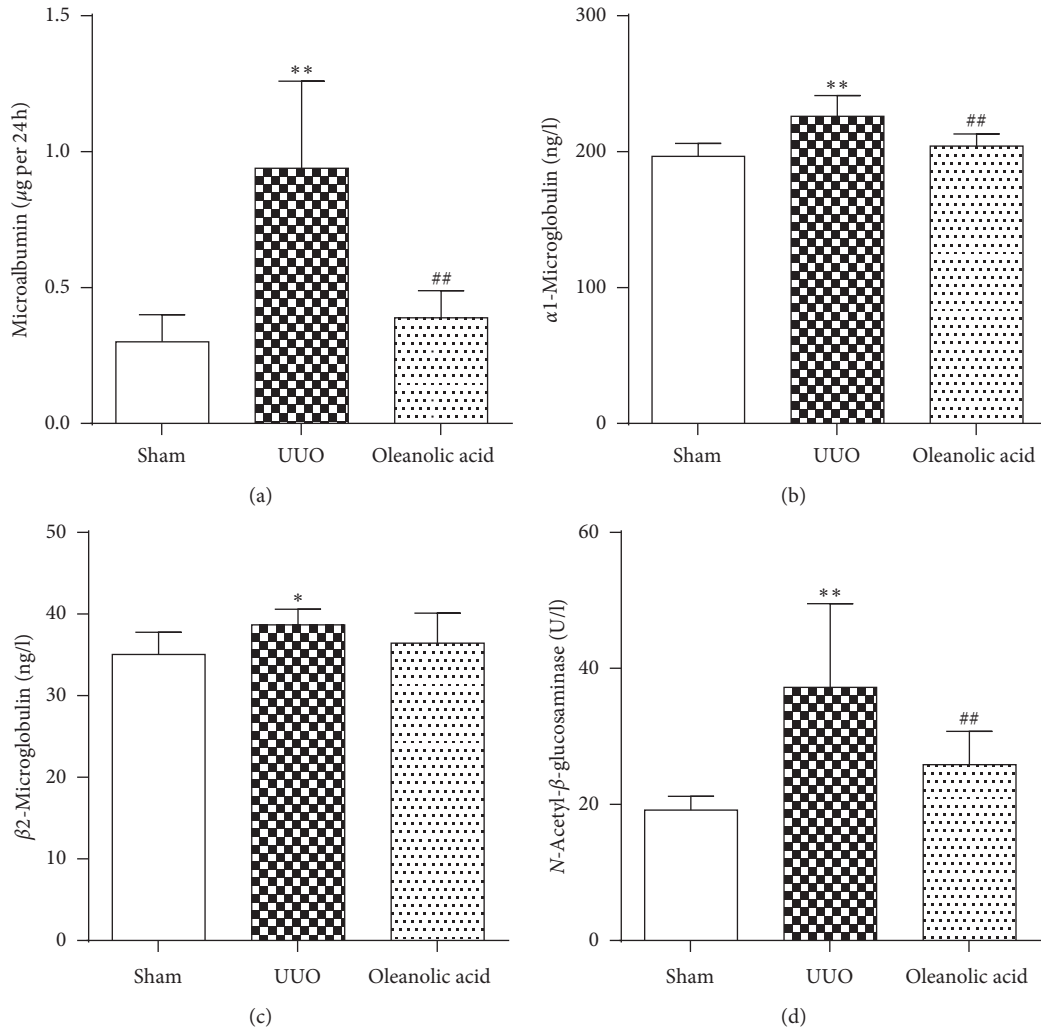 Microalbumin (μg per 24 h)
1.5
1.0
0.5
0.0
**
##
Sham UUO Oleanolic acid
(a)
α1-Microglobulin (ng/l)
300
200
100
0
**
##
Sham UUO Oleanolic acid
(b)
β2-Microglobulin (ng/l)
50
40
30
20
10
0
*
Sham UUO Oleanolic acid
(c)
N-Acetyl-β-glucosaminase (U/l)
60
40
20
0
**
##
Sham UUO Oleanolic acid
(d)